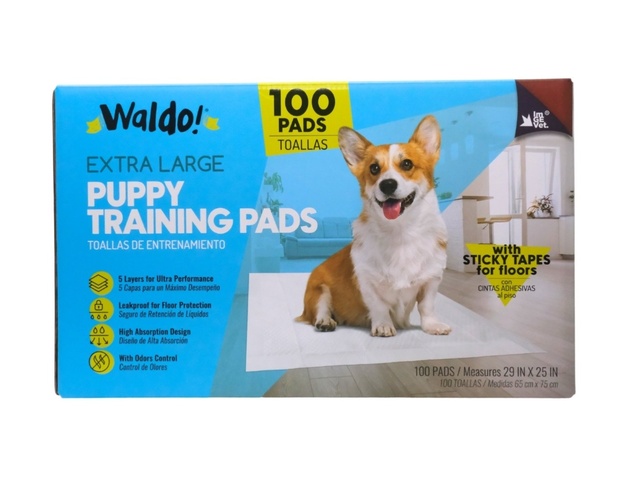 Waldo!®
100
PADS
TOALLAS
im
GE
Vet.®
EXTRA LARGE
PUPPY
TRAINING PADS
TOALLAS DE ENTRENAMIENTO
5 Layers for Ultra Performance
5 Capas para un Máximo Desempeño
Leakproof for Floor Protection
Seguro de Retención de Líquidos
High Absorption Design
Diseño de Alta Absorción
With Odors Control
Control de Olores
with
STICKY TAPES
for floors
con
CINTAS ADHESIVAS
al piso
100 PADS / Measures 29 IN X 25 IN
100 TOALLAS / Medidas 65 cm x 75 cm